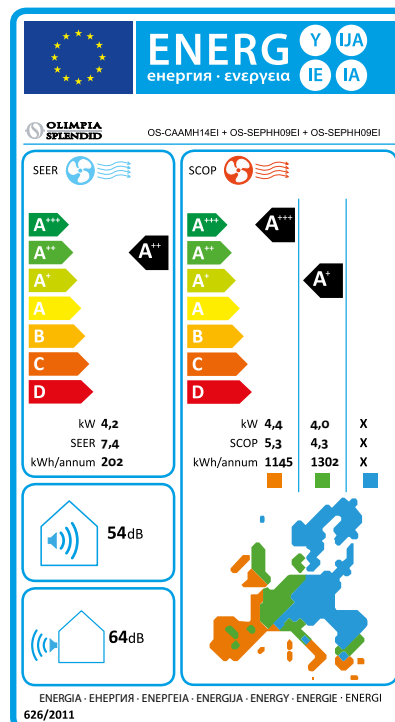 ENERG
енергия · ενεργεια
Y IJA
IE IA
OLIMPIA
SPLENDID
OS-CAAMH14EI + OS-SEPHH09EI + OS-SEPHH09EI
SEER
A+++
A++
A+
A
B
C
D
A++
kW 4,2
SEER 7,4
kWh/annum 202
SCOP
A+++
A++
A+
A
B
C
D
A+++
A+
kW 4,4 4,0 X
SCOP 5,3 4,3 X
kWh/annum 1145 1302 X
54dB
64dB
ENERGIA · ЕНЕРГИЯ · ΕΝΕΡΓΕΙΑ · ENERGIJA · ENERGY · ENERGIE · ENERGI
626/2011